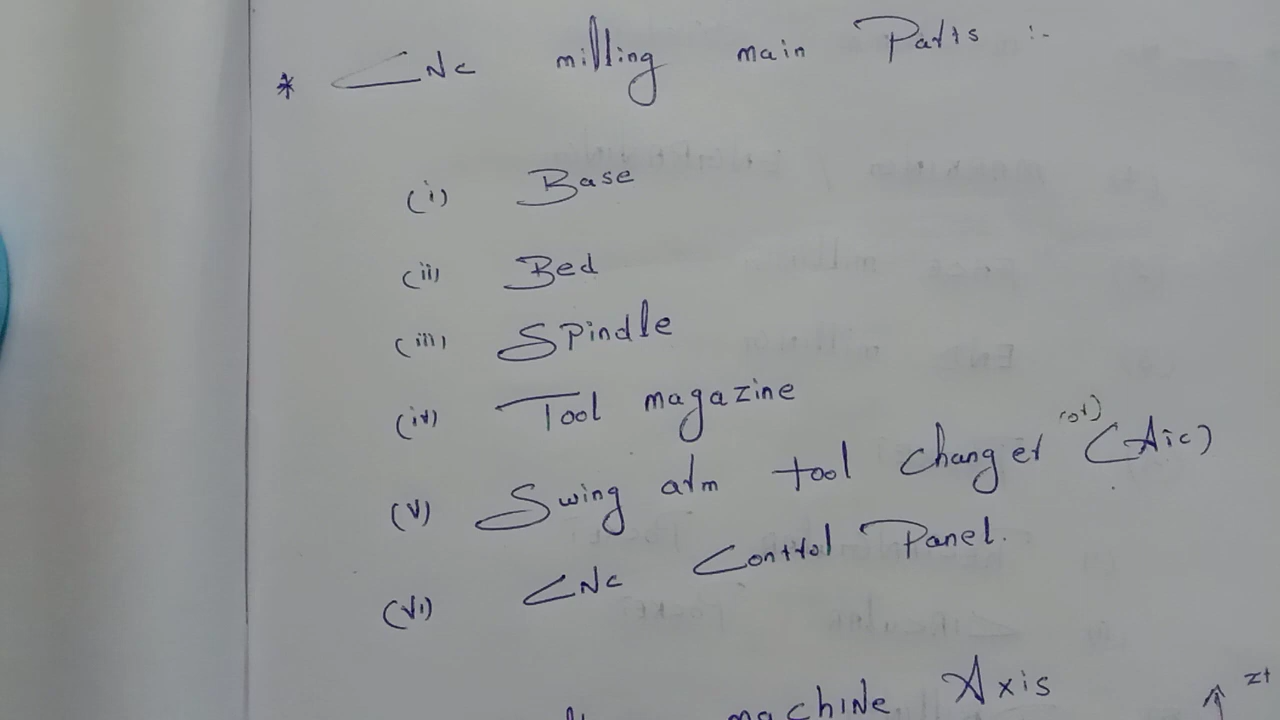 * CNC milling main Parts :-
(i) Base
(ii) Bed
(iii) Spindle
(iv) Tool magazine
(v) Swing arm tool changer (or) (Aic)
(vi) CNC Control Panel.
machine Axis
Z+